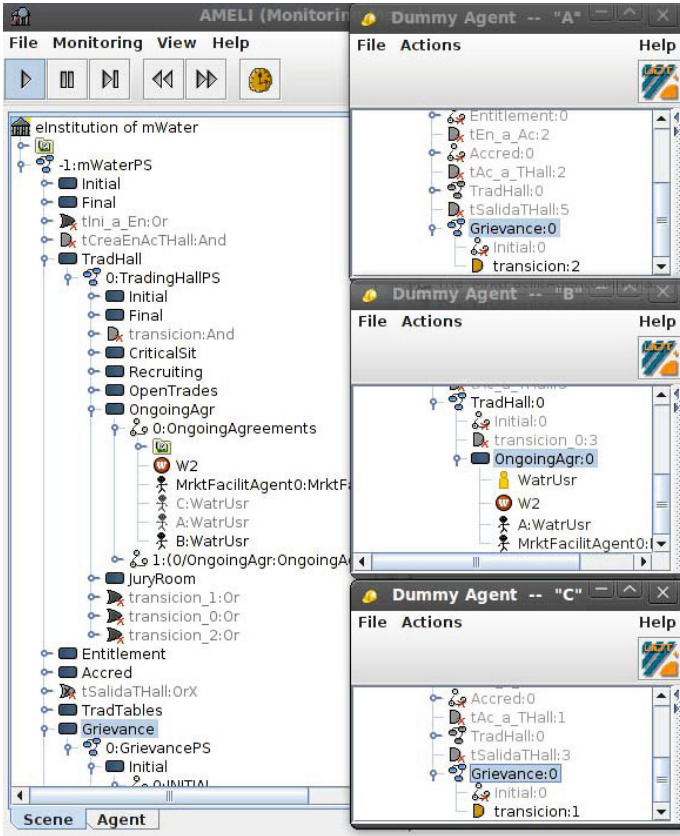 AMELI (Monitorin
File Monitoring View Help
eInstitution of mWater
-1:mWaterPS
Initial
Final
tIni_a_En:Or
tCreaEnAcTHall:And
TradHall
0:TradingHallPS
Initial
Final
transicion:And
CriticalSit
Recruiting
OpenTrades
OngoingAgr
0:OngoingAgreements
W2
MrktFacilitAgent0:MrktFa
C:WatrUsr
A:WatrUsr
B:WatrUsr
1:(0/OngoingAgr:OngoingA
JuryRoom
transicion_1:Or
transicion_0:Or
transicion_2:Or
Entitlement
Accred
tSalidaTHall:OrX
TradTables
Grievance
0:GrievancePS
Initial
0:INITIAL
Scene Agent
Dummy Agent -- "A"
File Actions Help
Entitlement:0
tEn_a_Ac:2
Accred:0
tAc_a_THall:2
TradHall:0
tSalidaTHall:5
Grievance:0
Initial:0
transicion:2
Dummy Agent -- "B"
File Actions Help
TradHall:0
Initial:0
transicion_0:3
OngoingAgr:0
WatrUsr
W2
A:WatrUsr
MrktFacilitAgent0:
Dummy Agent -- "C"
File Actions Help
Accred:0
tAc_a_THall:1
TradHall:0
tSalidaTHall:3
Grievance:0
Initial:0
transicion:1